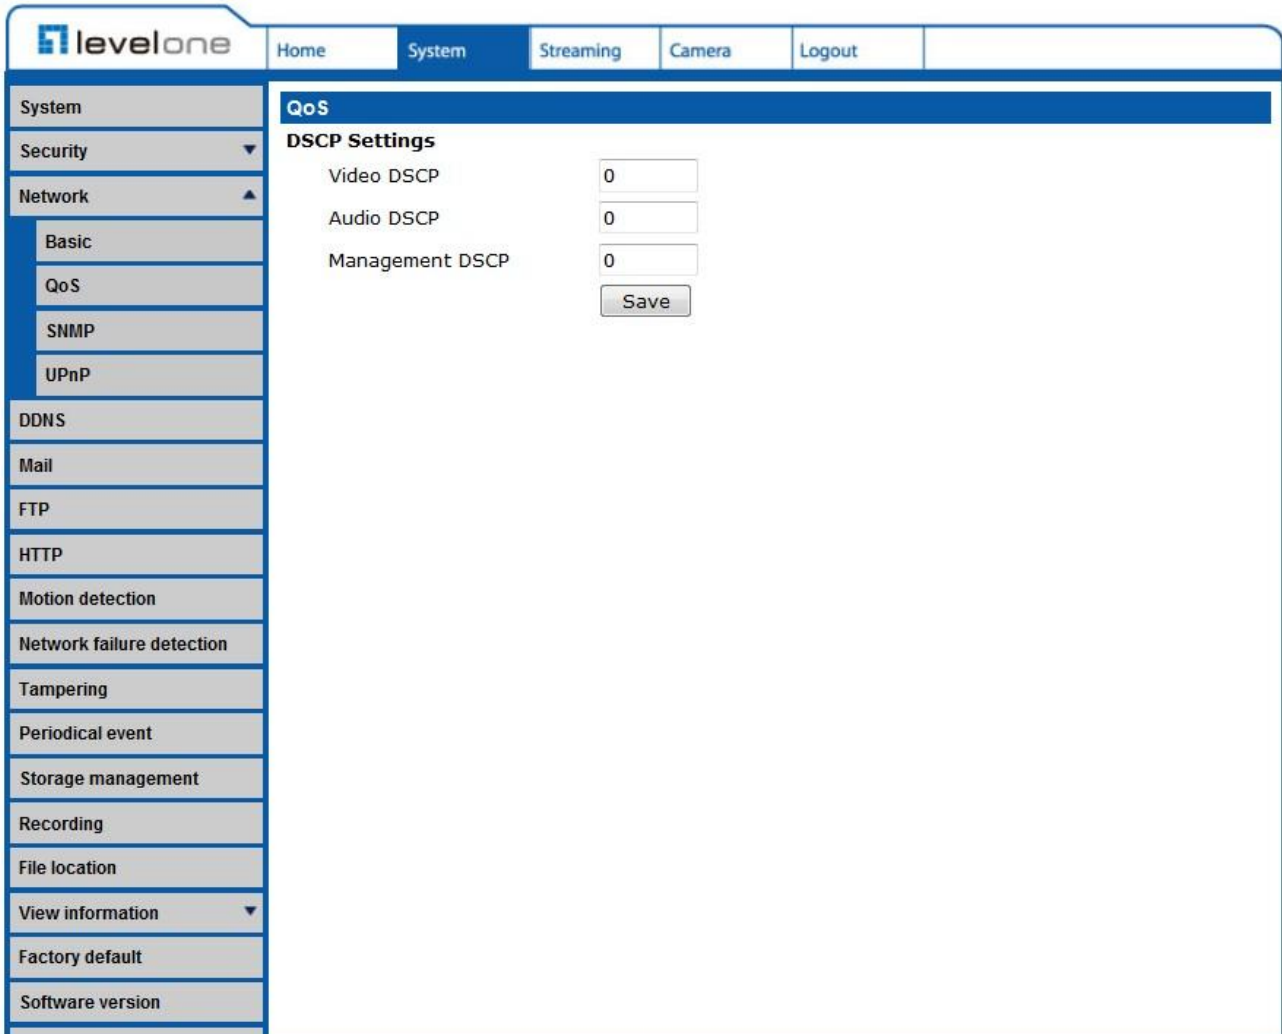 levelone
Home System Streaming Camera Logout
System
Security
Network
Basic
QoS
SNMP
UPnP
DDNS
Mail
FTP
HTTP
Motion detection
Network failure detection
Tampering
Periodical event
Storage management
Recording
File location
View information
Factory default
Software version
QoS
DSCP Settings
Video DSCP 0
Audio DSCP 0
Management DSCP 0
Save